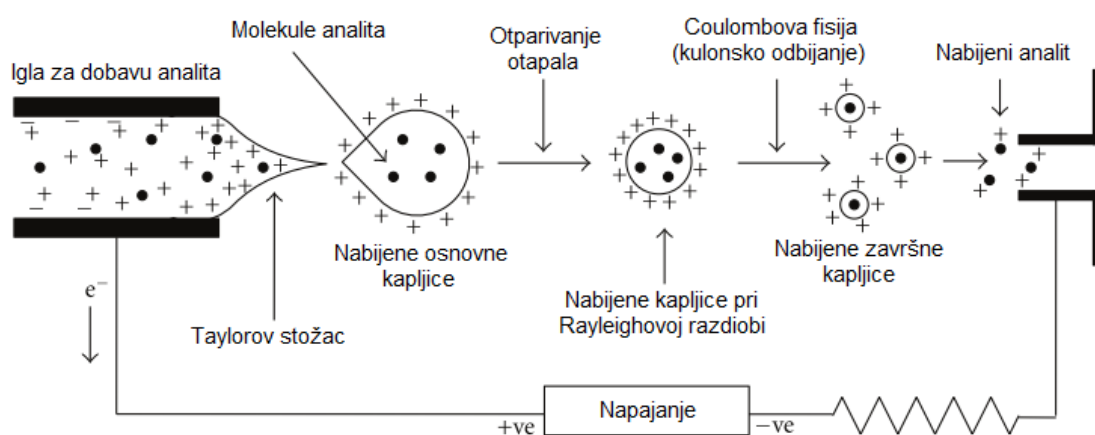 Igla za dobavu analita
Molekule analita
Otparivanje
otapala
Coulombova fisija
(kulonsko odbijanje)
Nabijeni analit
Nabijene osnovne
kapljice
Nabijene završne
kapljice
Nabijene kapljice pri
Rayleighovoj razdiobi
Taylorov stožac
e⁻
+ve
Napajanje
−ve